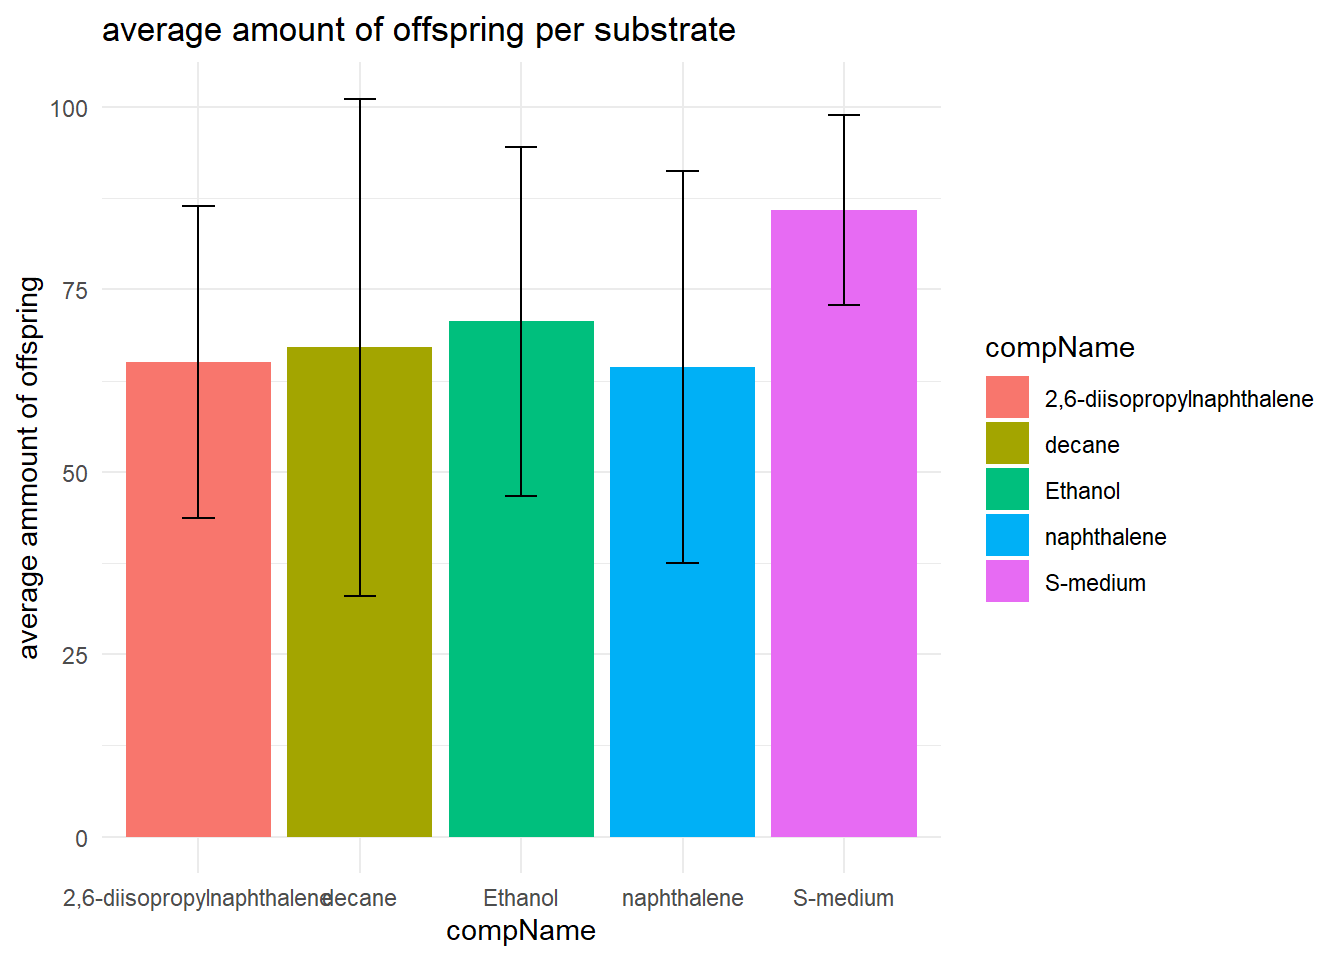 average amount of offspring per substrate
average ammount of offspring
100
75
50
25
0
2,6-diisopropylnaphthalene
decane
Ethanol
naphthalene
S-medium
compName
compName
2,6-diisopropylnaphthalene
decane
Ethanol
naphthalene
S-medium